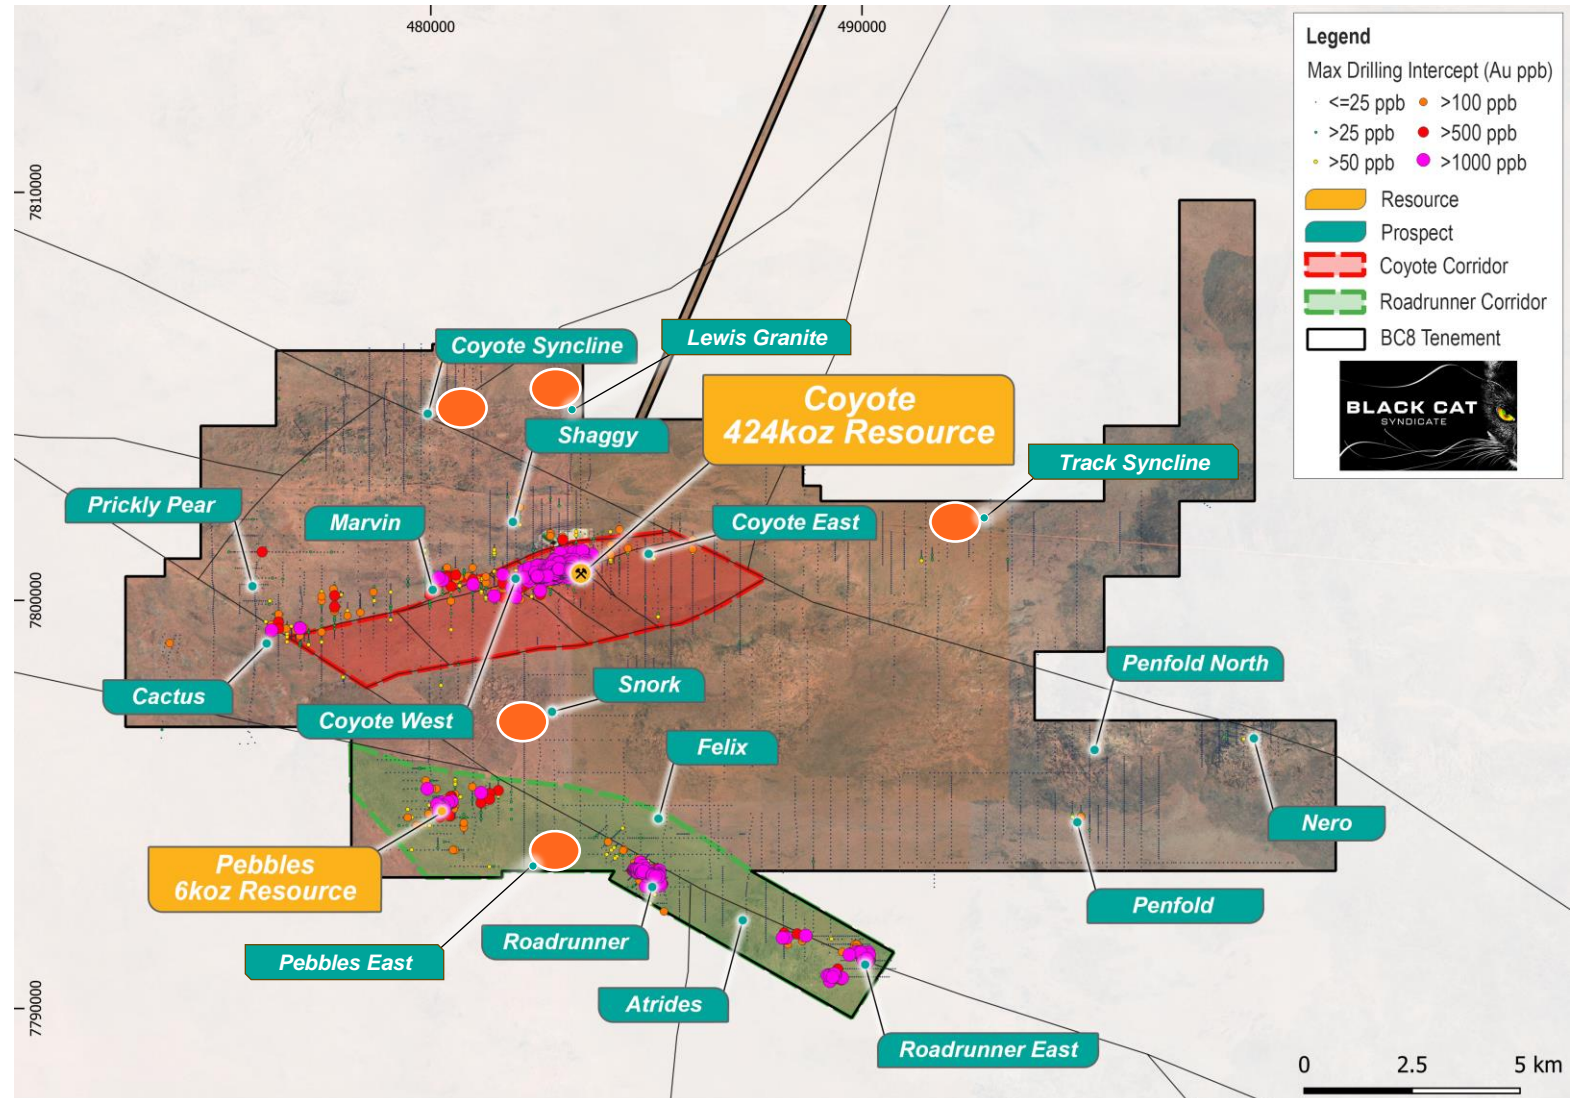 480000
490000
7810000
7800000
7790000
Legend
Max Drilling Intercept (Au ppb)
<=25 ppb
>100 ppb
>25 ppb
>500 ppb
>50 ppb
>1000 ppb
Resource
Prospect
Coyote Corridor
Roadrunner Corridor
BC8 Tenement
BLACK CAT
SYNDICATE
Coyote Syncline
Lewis Granite
Shaggy
Coyote
424koz Resource
Track Syncline
Prickly Pear
Marvin
Coyote East
Cactus
Coyote West
Snork
Penfold North
Felix
Nero
Pebbles
6koz Resource
Penfold
Pebbles East
Roadrunner
Atrides
Roadrunner East
0 2.5 5 km